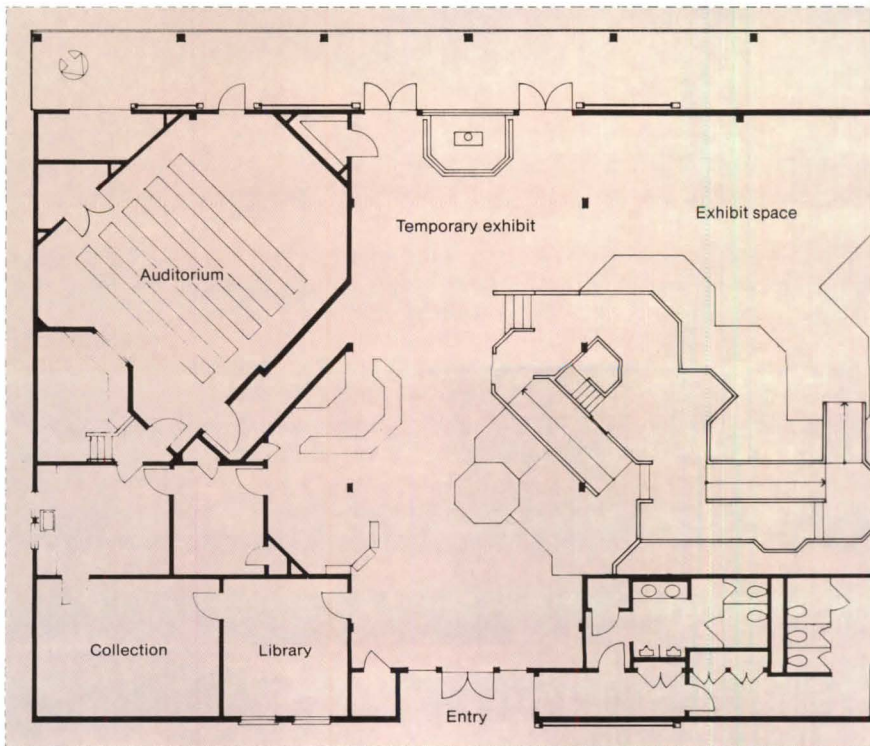 Temporary exhibit
Exhibit space
Auditorium
Collection
Library
Entry